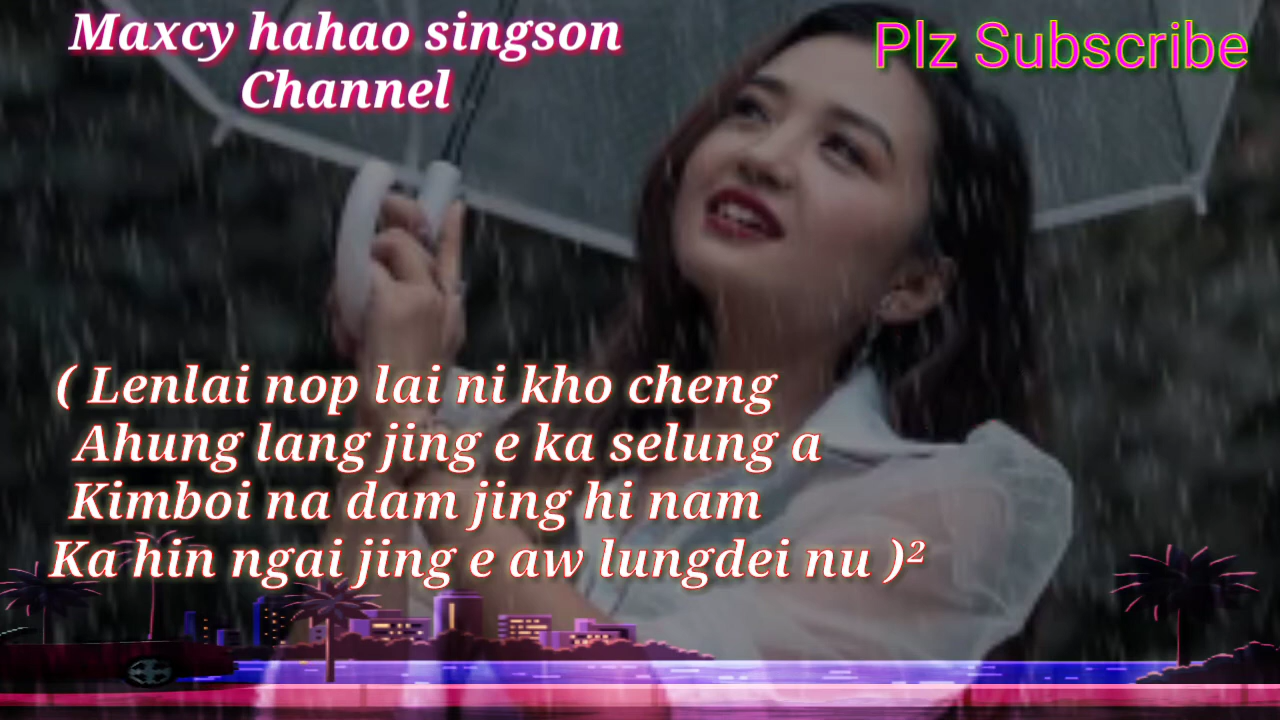 Maxcy hahao singson
Channel
Plz Subscribe
( Lenlai nop lai ni kho cheng
Ahung lang jing e ka selung a
Kimboi na dam jing hi nam
Ka hin ngai jing e aw lungdei nu )²